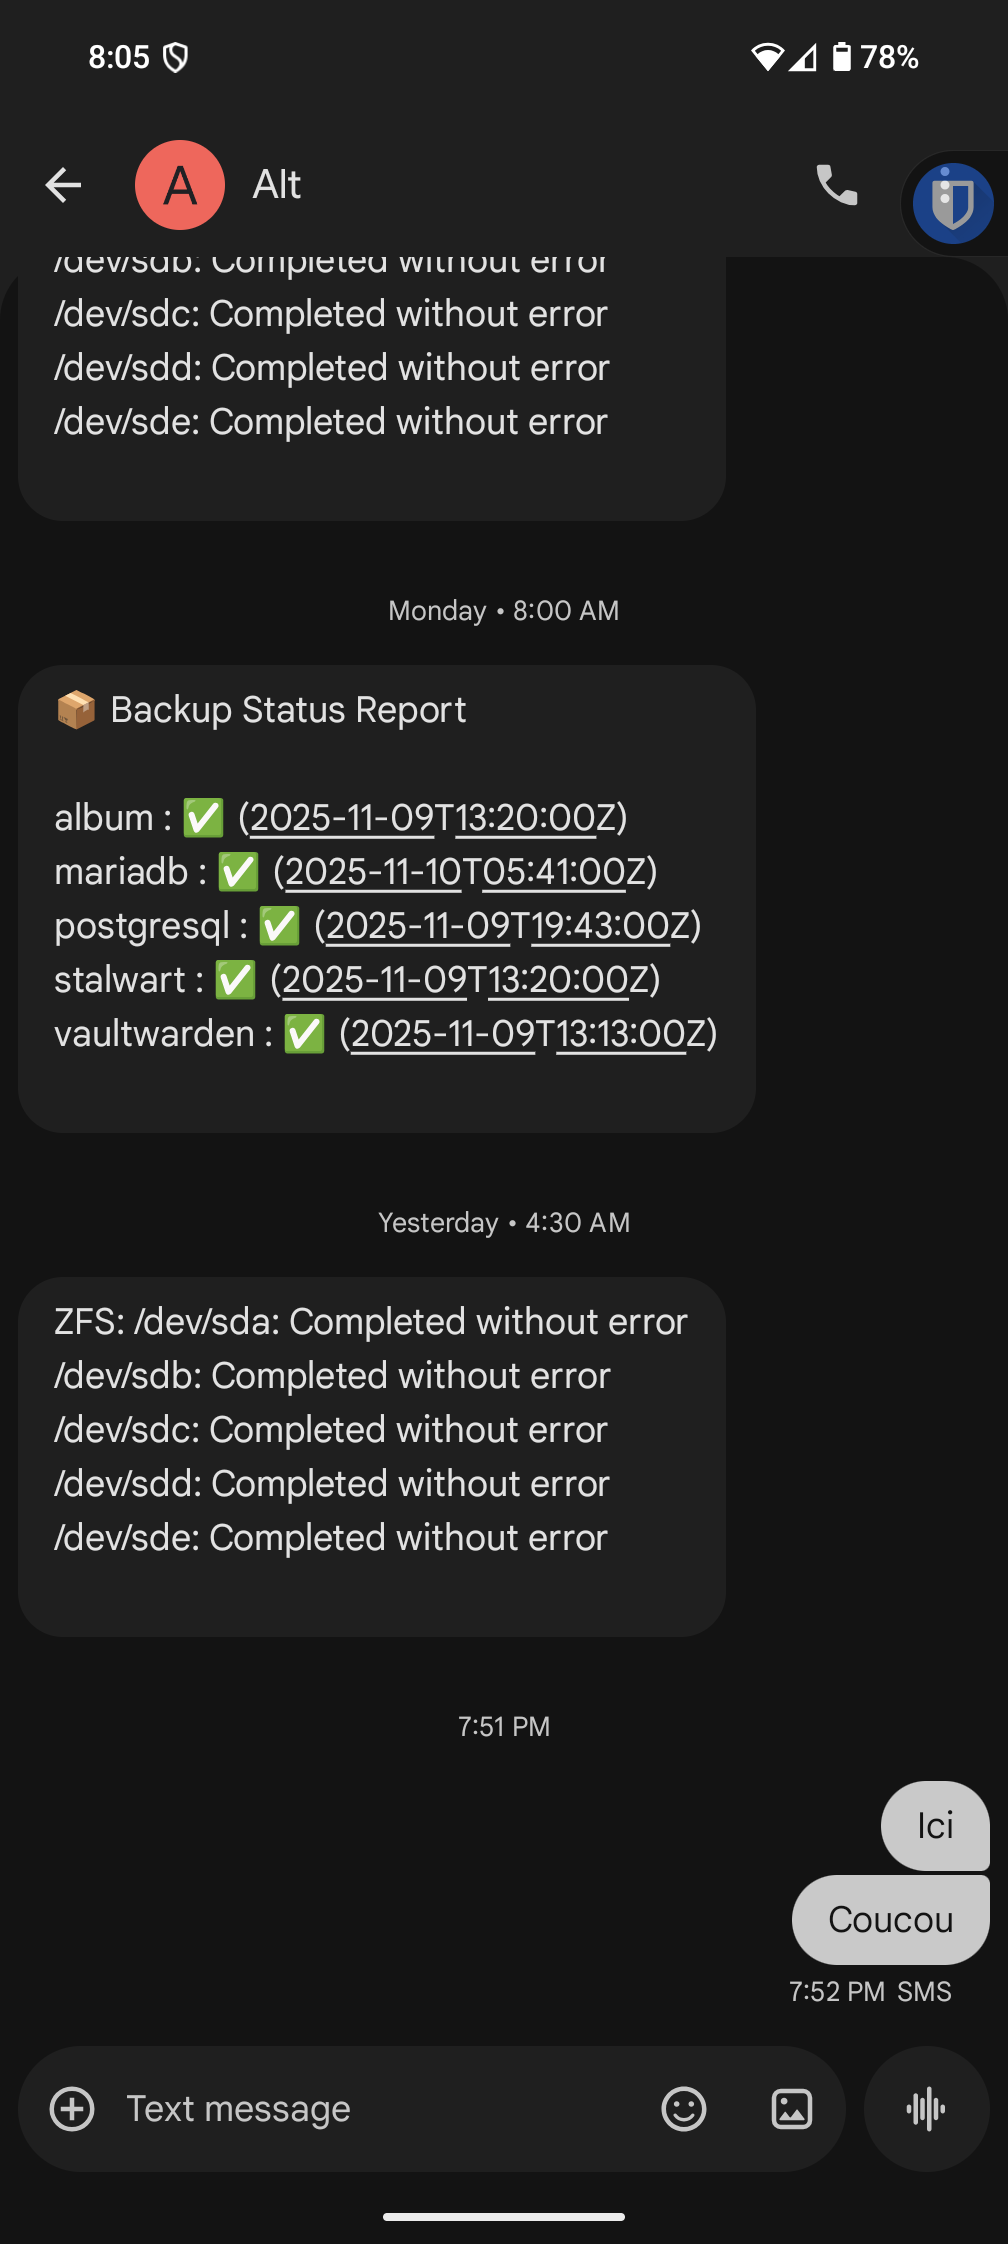 8:05
78%
A
Alt
/dev/sdb: Completed without error
/dev/sdc: Completed without error
/dev/sdd: Completed without error
/dev/sde: Completed without error
Monday • 8:00 AM
📦 Backup Status Report
album : ✅ (2025-11-09T13:20:00Z)
mariadb : ✅ (2025-11-10T05:41:00Z)
postgresql : ✅ (2025-11-09T19:43:00Z)
stalwart : ✅ (2025-11-09T13:20:00Z)
vaultwarden : ✅ (2025-11-09T13:13:00Z)
Yesterday • 4:30 AM
ZFS: /dev/sda: Completed without error
/dev/sdb: Completed without error
/dev/sdc: Completed without error
/dev/sdd: Completed without error
/dev/sde: Completed without error
7:51 PM
Ici
Coucou
7:52 PM SMS
Text message